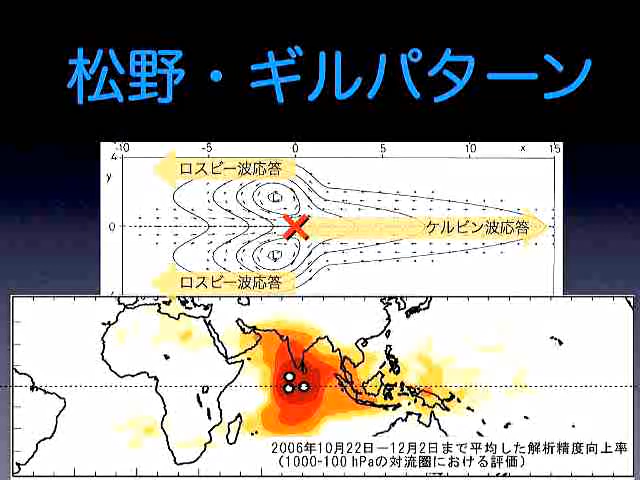 松野・ギルパターン
-10 -5 0 5 10 x 15
4
y
ロスビー波応答
L
0
ケルビン波応答
L
ロスビー波応答
2006年10月22日－12月2日まで平均した解析精度向上率
（1000-100 hPaの対流圏における評価）